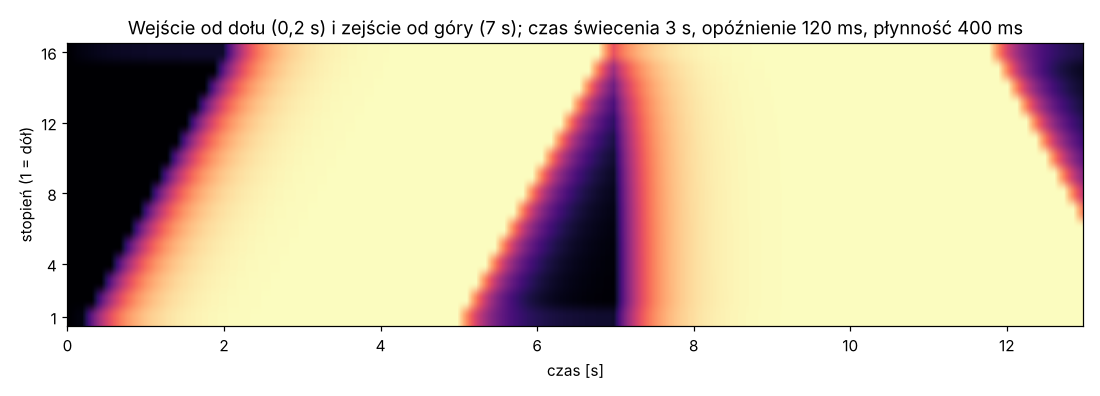 Wejście od dołu (0,2 s) i zejście od góry (7 s); czas świecenia 3 s, opóźnienie 120 ms, płynność 400 ms
16
12
8
4
1
stopień (1 = dół)
0 2 4 6 8 10 12
czas [s]